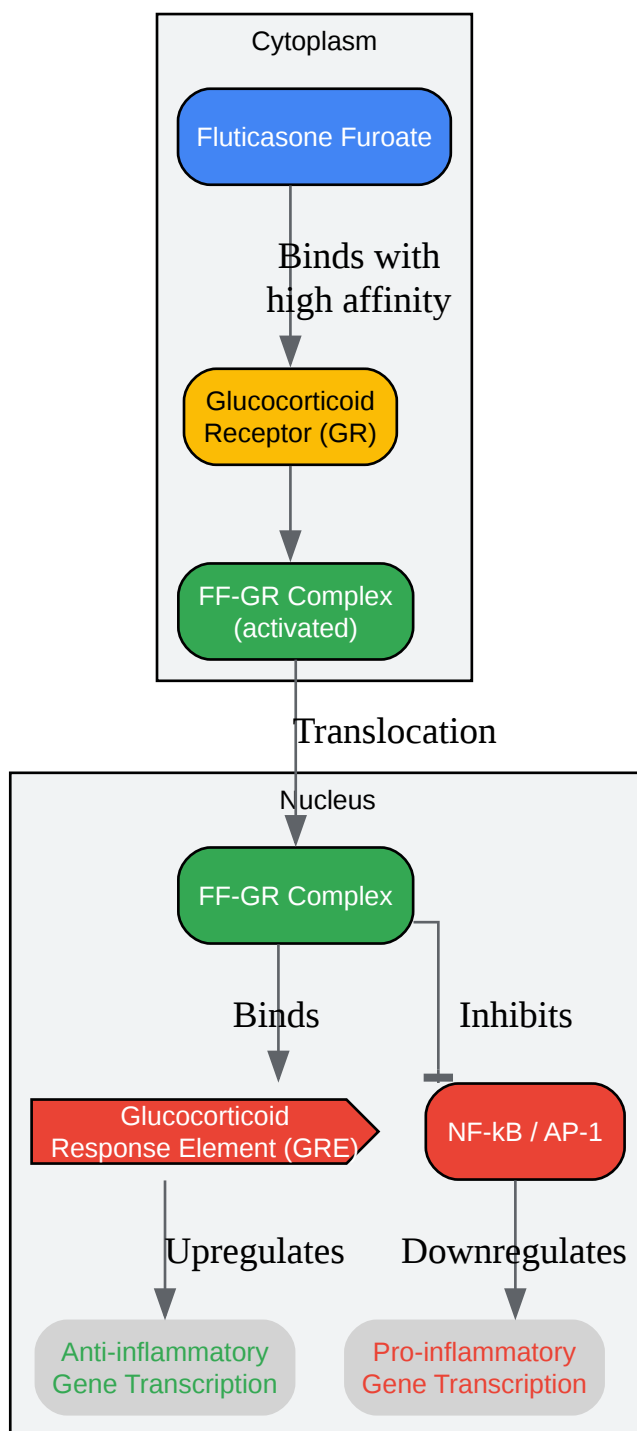 Cytoplasm
Fluticasone Furoate
Binds with
high affinity
Glucocorticoid
Receptor (GR)
FF-GR Complex
(activated)
Translocation
Nucleus
FF-GR Complex
Binds
Inhibits
Glucocorticoid
Response Element (GRE)
NF-kB / AP-1
Upregulates
Downregulates
Anti-inflammatory
Gene Transcription
Pro-inflammatory
Gene Transcription